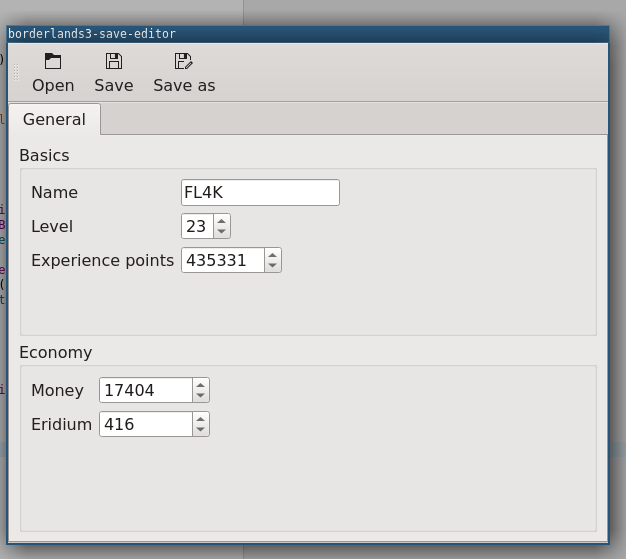 borderlands3-save-editor
Open Save Save as
General
Basics
Name FL4K
Level 23
Experience points 435331
Economy
Money 17404
Eridium 416